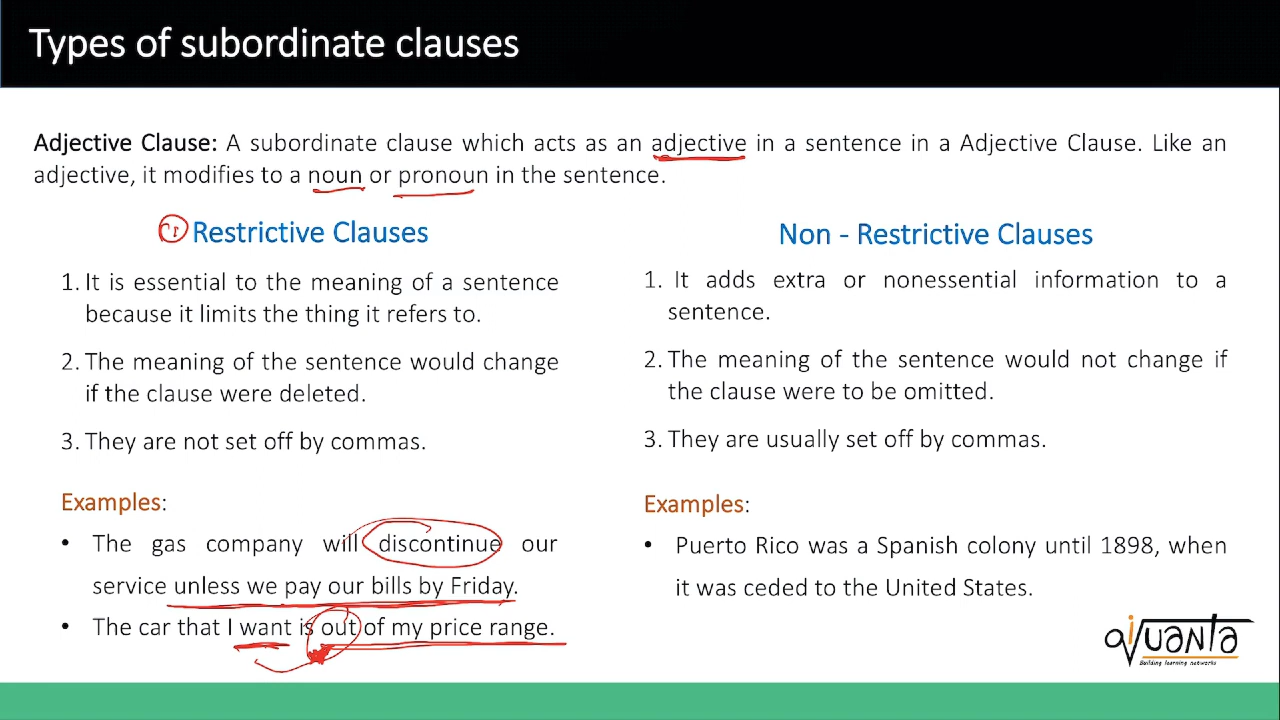 Types of subordinate clauses
Adjective Clause: A subordinate clause which acts as an adjective in a sentence in a Adjective Clause. Like an
adjective, it modifies to a noun or pronoun in the sentence.
Restrictive Clauses
1. It is essential to the meaning of a sentence
because it limits the thing it refers to.
2. The meaning of the sentence would change
if the clause were deleted.
3. They are not set off by commas.
Examples:
• The gas company will discontinue our
service unless we pay our bills by Friday.
• The car that I want is out of my price range.
Non - Restrictive Clauses
1. It adds extra or nonessential information to a
sentence.
2. The meaning of the sentence would not change if
the clause were to be omitted.
3. They are usually set off by commas.
Examples:
• Puerto Rico was a Spanish colony until 1898, when
it was ceded to the United States.
Building learning networks